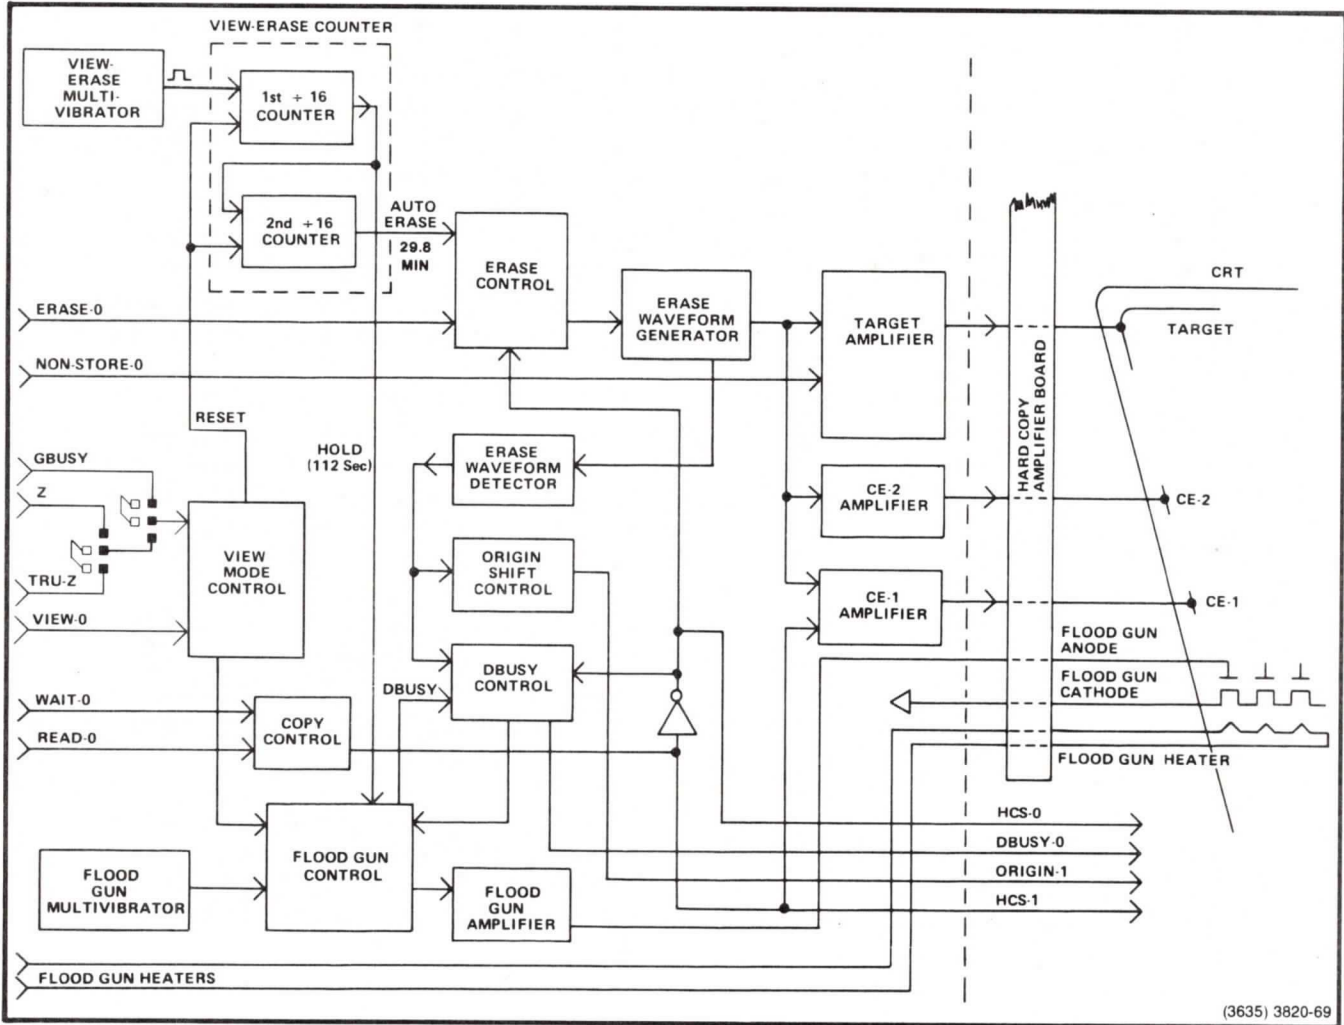 VIEW-ERASE COUNTER
VIEW-
ERASE
MULTI-
VIBRATOR
1st ÷ 16
COUNTER
2nd ÷16
COUNTER
AUTO
ERASE
29.8
MIN
ERASE
CONTROL
ERASE
WAVEFORM
GENERATOR
TARGET
AMPLIFIER
HARD COPY
AMPLIFIER BOARD
CRT
TARGET
ERASE-0
NON-STORE-0
RESET
HOLD
(112 Sec)
GBUSY
Z
TRU-Z
VIEW-0
VIEW
MODE
CONTROL
ERASE
WAVEFORM
DETECTOR
CE-2
AMPLIFIER
CE-2
ORIGIN
SHIFT
CONTROL
CE-1
AMPLIFIER
CE-1
FLOOD GUN
ANODE
FLOOD GUN
CATHODE
FLOOD GUN HEATER
DBUSY
CONTROL
DBUSY
WAIT-0
READ-0
COPY
CONTROL
HCS-0
DBUSY-0
ORIGIN-1
HCS-1
FLOOD GUN
CONTROL
FLOOD
GUN
MULTIVIBRATOR
FLOOD
GUN
AMPLIFIER
FLOOD GUN HEATERS
(3635) 3820-69